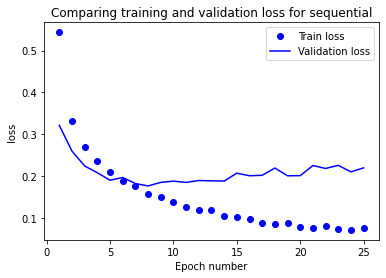 Comparing training and validation loss for sequential
Train loss
Validation loss
0.5
0.4
0.3
0.2
0.1
loss
0
5
10
15
20
25
Epoch number